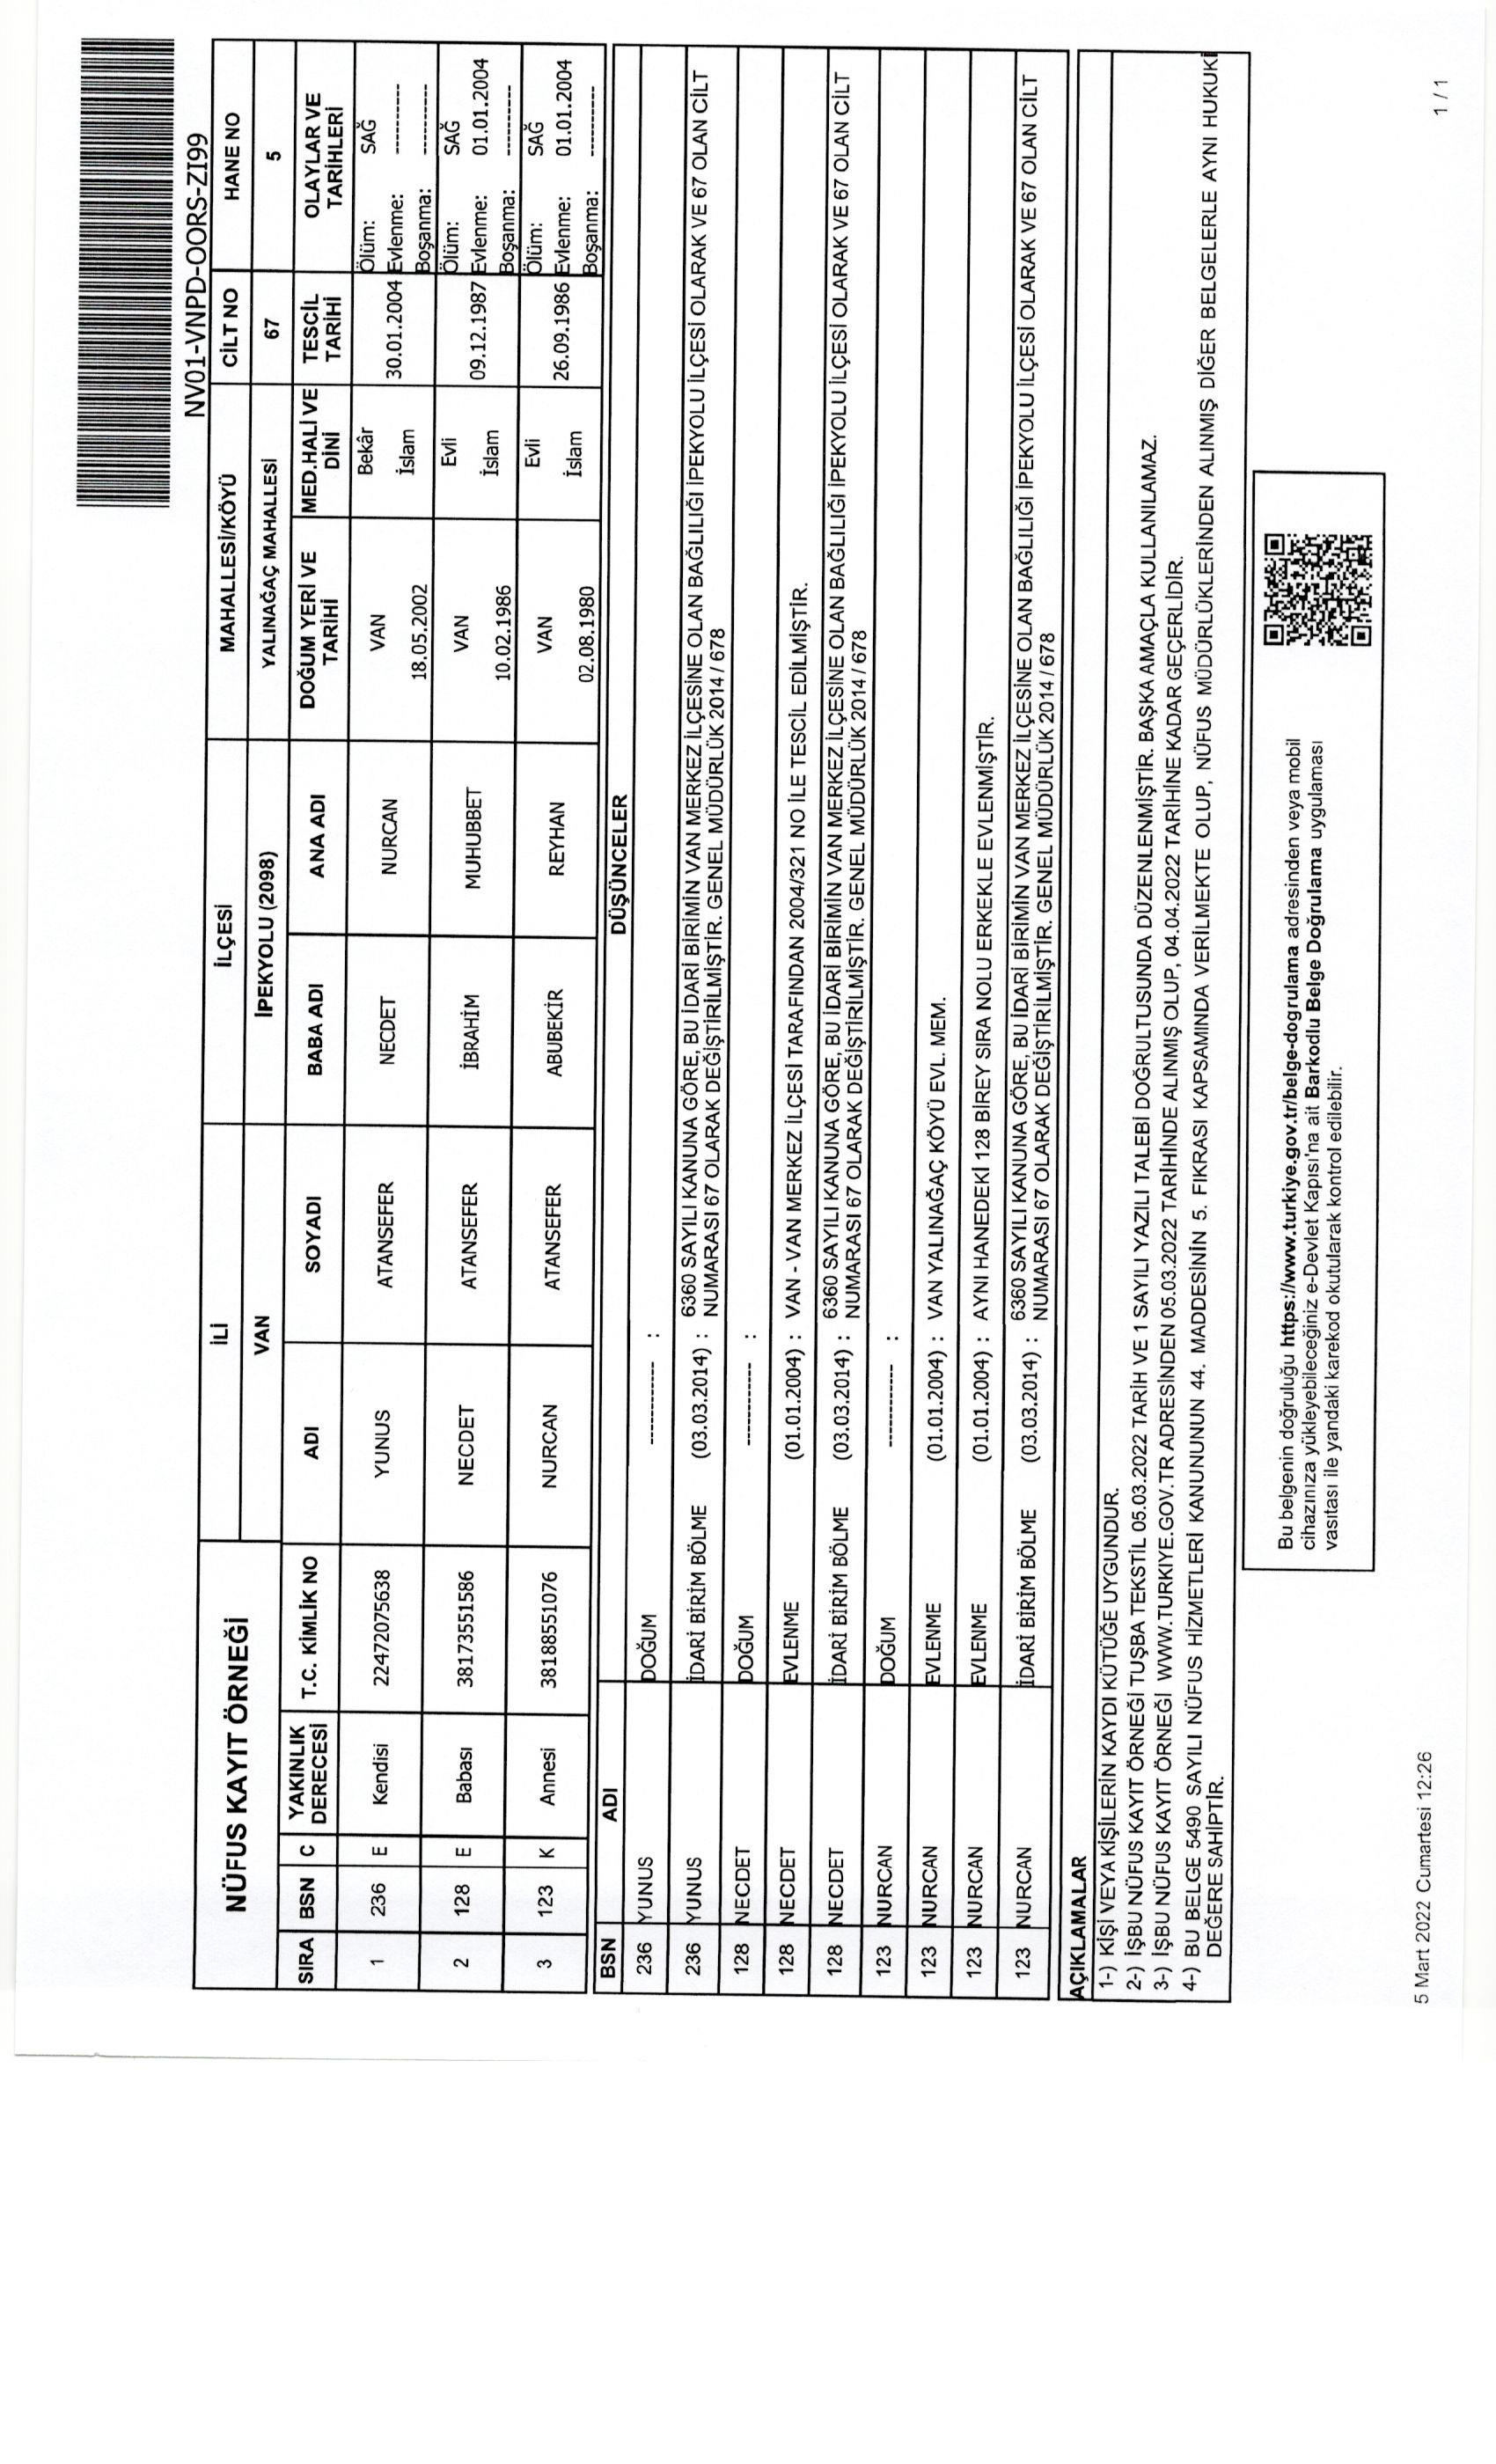 NV01-VNPD-OORS-ZI99
NÜFUS KAYIT ÖRNEĞİ İLİ İLÇESİ MAHALLESİ/KÖYÜ CİLT NO HANE NO
VAN İPEKYOLU (2098) YALINAĞAÇ MAHALLESİ 67 5
SIRA BSN C YAKINLIK DERECESİ T.C. KİMLİK NO ADI SOYADI BABA ADI ANA ADI DOĞUM YERİ VE TARİHİ MED.HALİ VE DİNİ TESCİL TARİHİ OLAYLAR VE TARİHLERİ
1 236 E Kendisi 22472075638 YUNUS ATANSEFER NECDET NURCAN VAN 18.05.2002 Bekâr İslam 30.01.2004 Ölüm: SAĞ Evlenme: ---------- Boşanma: ----------
2 128 E Babası 38173551586 NECDET ATANSEFER İBRAHİM MUHUBBET VAN 10.02.1986 Evli İslam 09.12.1987 Ölüm: SAĞ Evlenme: 01.01.2004 Boşanma: ----------
3 123 K Annesi 38188551076 NURCAN ATANSEFER ABUBEKİR REYHAN VAN 02.08.1980 Evli İslam 26.09.1986 Ölüm: SAĞ Evlenme: 01.01.2004 Boşanma: ----------
BSN ADI DÜŞÜNCELER
236 YUNUS DOĞUM ------------ :
236 YUNUS İDARİ BİRİM BÖLME (03.03.2014) : 6360 SAYILI KANUNA GÖRE, BU İDARİ BİRİMİN VAN MERKEZ İLÇESİNE OLAN BAĞLILIĞI İPEKYOLU İLÇESİ OLARAK VE 67 OLAN CİLT
NUMARASI 67 OLARAK DEĞİŞTİRİLMİŞTİR. GENEL MÜDÜRLÜK 2014 / 678
128 NECDET DOĞUM ------------ :
128 NECDET EVLENME (01.01.2004) : VAN - VAN MERKEZ İLÇESİ TARAFINDAN 2004/321 NO İLE TESCİL EDİLMİŞTİR.
128 NECDET İDARİ BİRİM BÖLME (03.03.2014) : 6360 SAYILI KANUNA GÖRE, BU İDARİ BİRİMİN VAN MERKEZ İLÇESİNE OLAN BAĞLILIĞI İPEKYOLU İLÇESİ OLARAK VE 67 OLAN CİLT
NUMARASI 67 OLARAK DEĞİŞTİRİLMİŞTİR. GENEL MÜDÜRLÜK 2014 / 678
123 NURCAN DOĞUM ------------ :
123 NURCAN EVLENME (01.01.2004) : VAN YALINAĞAÇ KÖYÜ EVL. MEM.
123 NURCAN EVLENME (01.01.2004) : AYNI HANEDEKİ 128 BİREY SIRA NOLU ERKEKLE EVLENMİŞTİR.
123 NURCAN İDARİ BİRİM BÖLME (03.03.2014) : 6360 SAYILI KANUNA GÖRE, BU İDARİ BİRİMİN VAN MERKEZ İLÇESİNE OLAN BAĞLILIĞI İPEKYOLU İLÇESİ OLARAK VE 67 OLAN CİLT
NUMARASI 67 OLARAK DEĞİŞTİRİLMİŞTİR. GENEL MÜDÜRLÜK 2014 / 678
AÇIKLAMALAR
1-) KİŞİ VEYA KİŞİLERİN KAYDI KÜTÜĞE UYGUNDUR.
2-) İŞBU NÜFUS KAYIT ÖRNEĞİ TUŞBA TEKSTİL 05.03.2022 TARİH VE 1 SAYILI YAZILI TALEBİ DOĞRULTUSUNDA DÜZENLENMİŞTİR. BAŞKA AMAÇLA KULLANILAMAZ.
3-) İŞBU NÜFUS KAYIT ÖRNEĞİ WWW.TURKIYE.GOV.TR ADRESİNDEN 05.03.2022 TARİHİNDE ALINMIŞ OLUP, 04.04.2022 TARİHİNE KADAR GEÇERLİDİR.
4-) BU BELGE 5490 SAYILI NÜFUS HİZMETLERİ KANUNUNUN 44. MADDESİNİN 5. FIKRASI KAPSAMINDA VERİLMEKTE OLUP, NÜFUS MÜDÜRLÜKLERİNDEN ALINMIŞ DİĞER BELGELERLE AYNI HUKUKİ
DEĞERE SAHİPTİR.
Bu belgenin doğruluğu https://www.turkiye.gov.tr/belge-dogrulama adresinden veya mobil
cihazınıza yükleyebileceğiniz e-Devlet Kapısı'na ait Barkodlu Belge Doğrulama uygulaması
vasıtası ile yandaki karekod okutularak kontrol edilebilir.
5 Mart 2022 Cumartesi 12:26
1 / 1